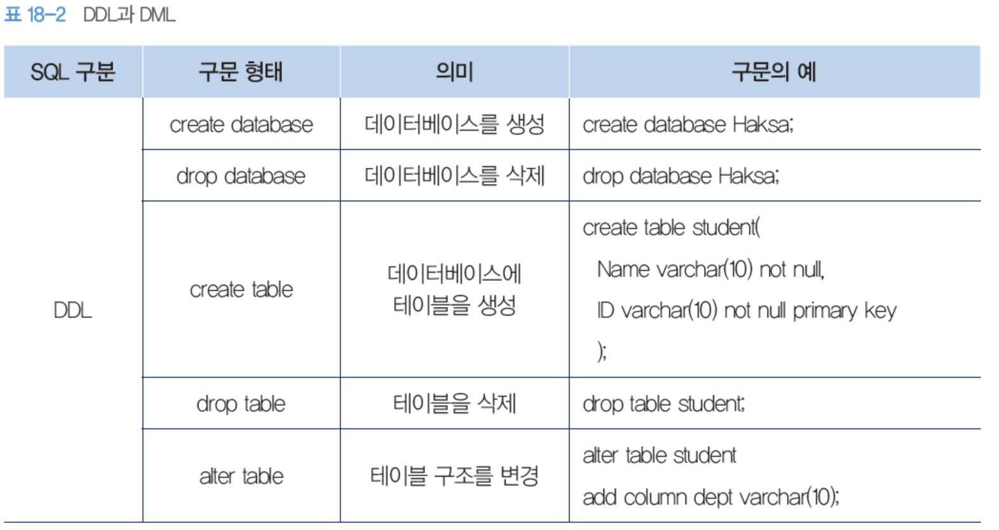 표 18-2 DDL과 DML
SQL 구분 구문 형태 의미 구문의 예
DDL
create database 데이터베이스를 생성 create database Haksa;
drop database 데이터베이스를 삭제 drop database Haksa;
create table
데이터베이스에
테이블을 생성
create table student(
Name varchar(10) not null,
ID varchar(10) not null primary key
);
drop table 테이블을 삭제 drop table student;
alter table 테이블 구조를 변경
alter table student
add column dept varchar(10);